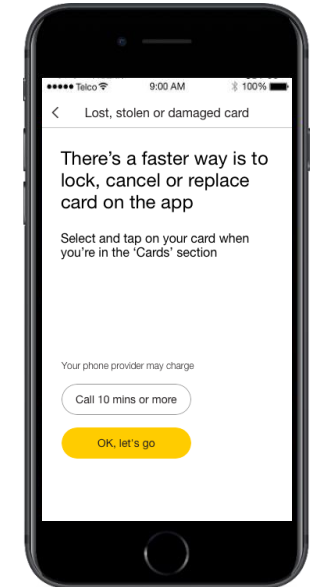 Telco 9:00 AM 100%
Lost, stolen or damaged card
There's a faster way is to
lock, cancel or replace
card on the app
Select and tap on your card when
you're in the 'Cards' section
Your phone provider may charge
Call 10 mins or more
OK, let's go